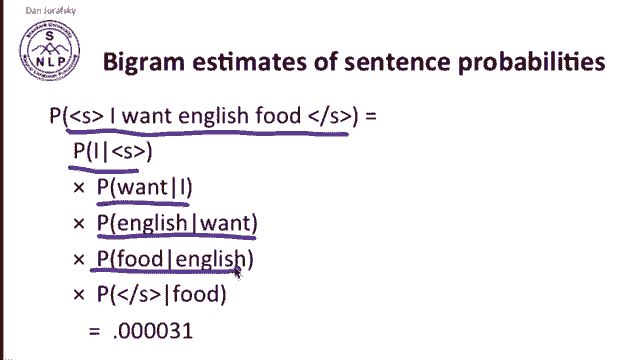 Dan Jurafsky
S
N L P
Bigram estimates of sentence probabilities
P(<s> I want english food </s>) =
P(I|<s>)
× P(want|I)
× P(english|want)
× P(food|english)
× P(</s>|food)
= .000031